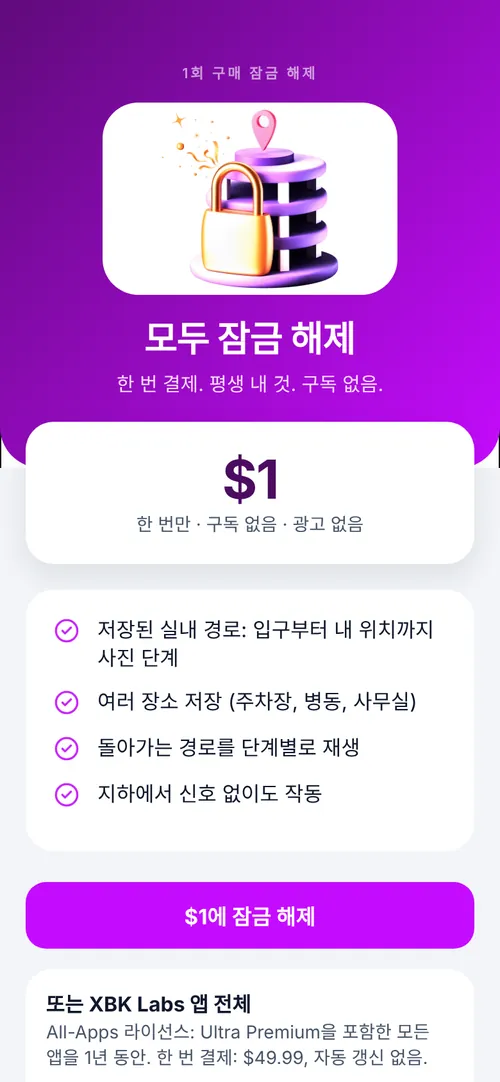 1회 구매 잠금 해제
모두 잠금 해제
한 번 결제. 평생 내 것. 구독 없음.
$1
한 번만 · 구독 없음 · 광고 없음
저장된 실내 경로: 입구부터 내 위치까지
사진 단계
여러 장소 저장 (주차장, 병동, 사무실)
돌아가는 경로를 단계별로 재생
지하에서 신호 없이도 작동
$1에 잠금 해제
또는 XBK Labs 앱 전체
All-Apps 라이선스: Ultra Premium을 포함한 모든
앱을 1년 동안. 한 번 결제: $49.99, 자동 갱신 없음.